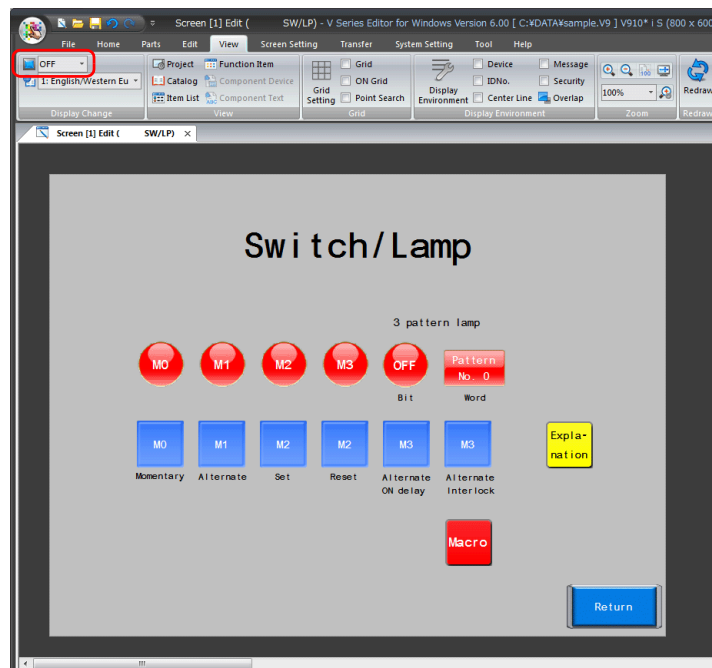 Screen [1] Edit ( SW/LP) - V Series Editor for Windows Version 6.00 [ C:¥DATA¥sample.V9 ] V910* i S (800 x 600
File Home Parts Edit View Screen Setting Transfer System Setting Tool Help
OFF Project Function Item Grid Device Message
1: English/Western Eu Catalog Component Device Grid Setting ON Grid Display Environment IDNo. Security 100% Redraw
Item List Component Text Point Search Center Line Overlap
Display Change View Grid Display Environment Zoom Redraw
Screen [1] Edit ( SW/LP) ×
Switch/Lamp
3 pattern lamp
M0 M1 M2 M3 OFF Pattern
No. 0
Bit Word
M0 M1 M2 M2 M3 M3 Expla-
nation
Momentary Alternate Set Reset Alternate Alternate
ON delay Interlock
Macro
Return